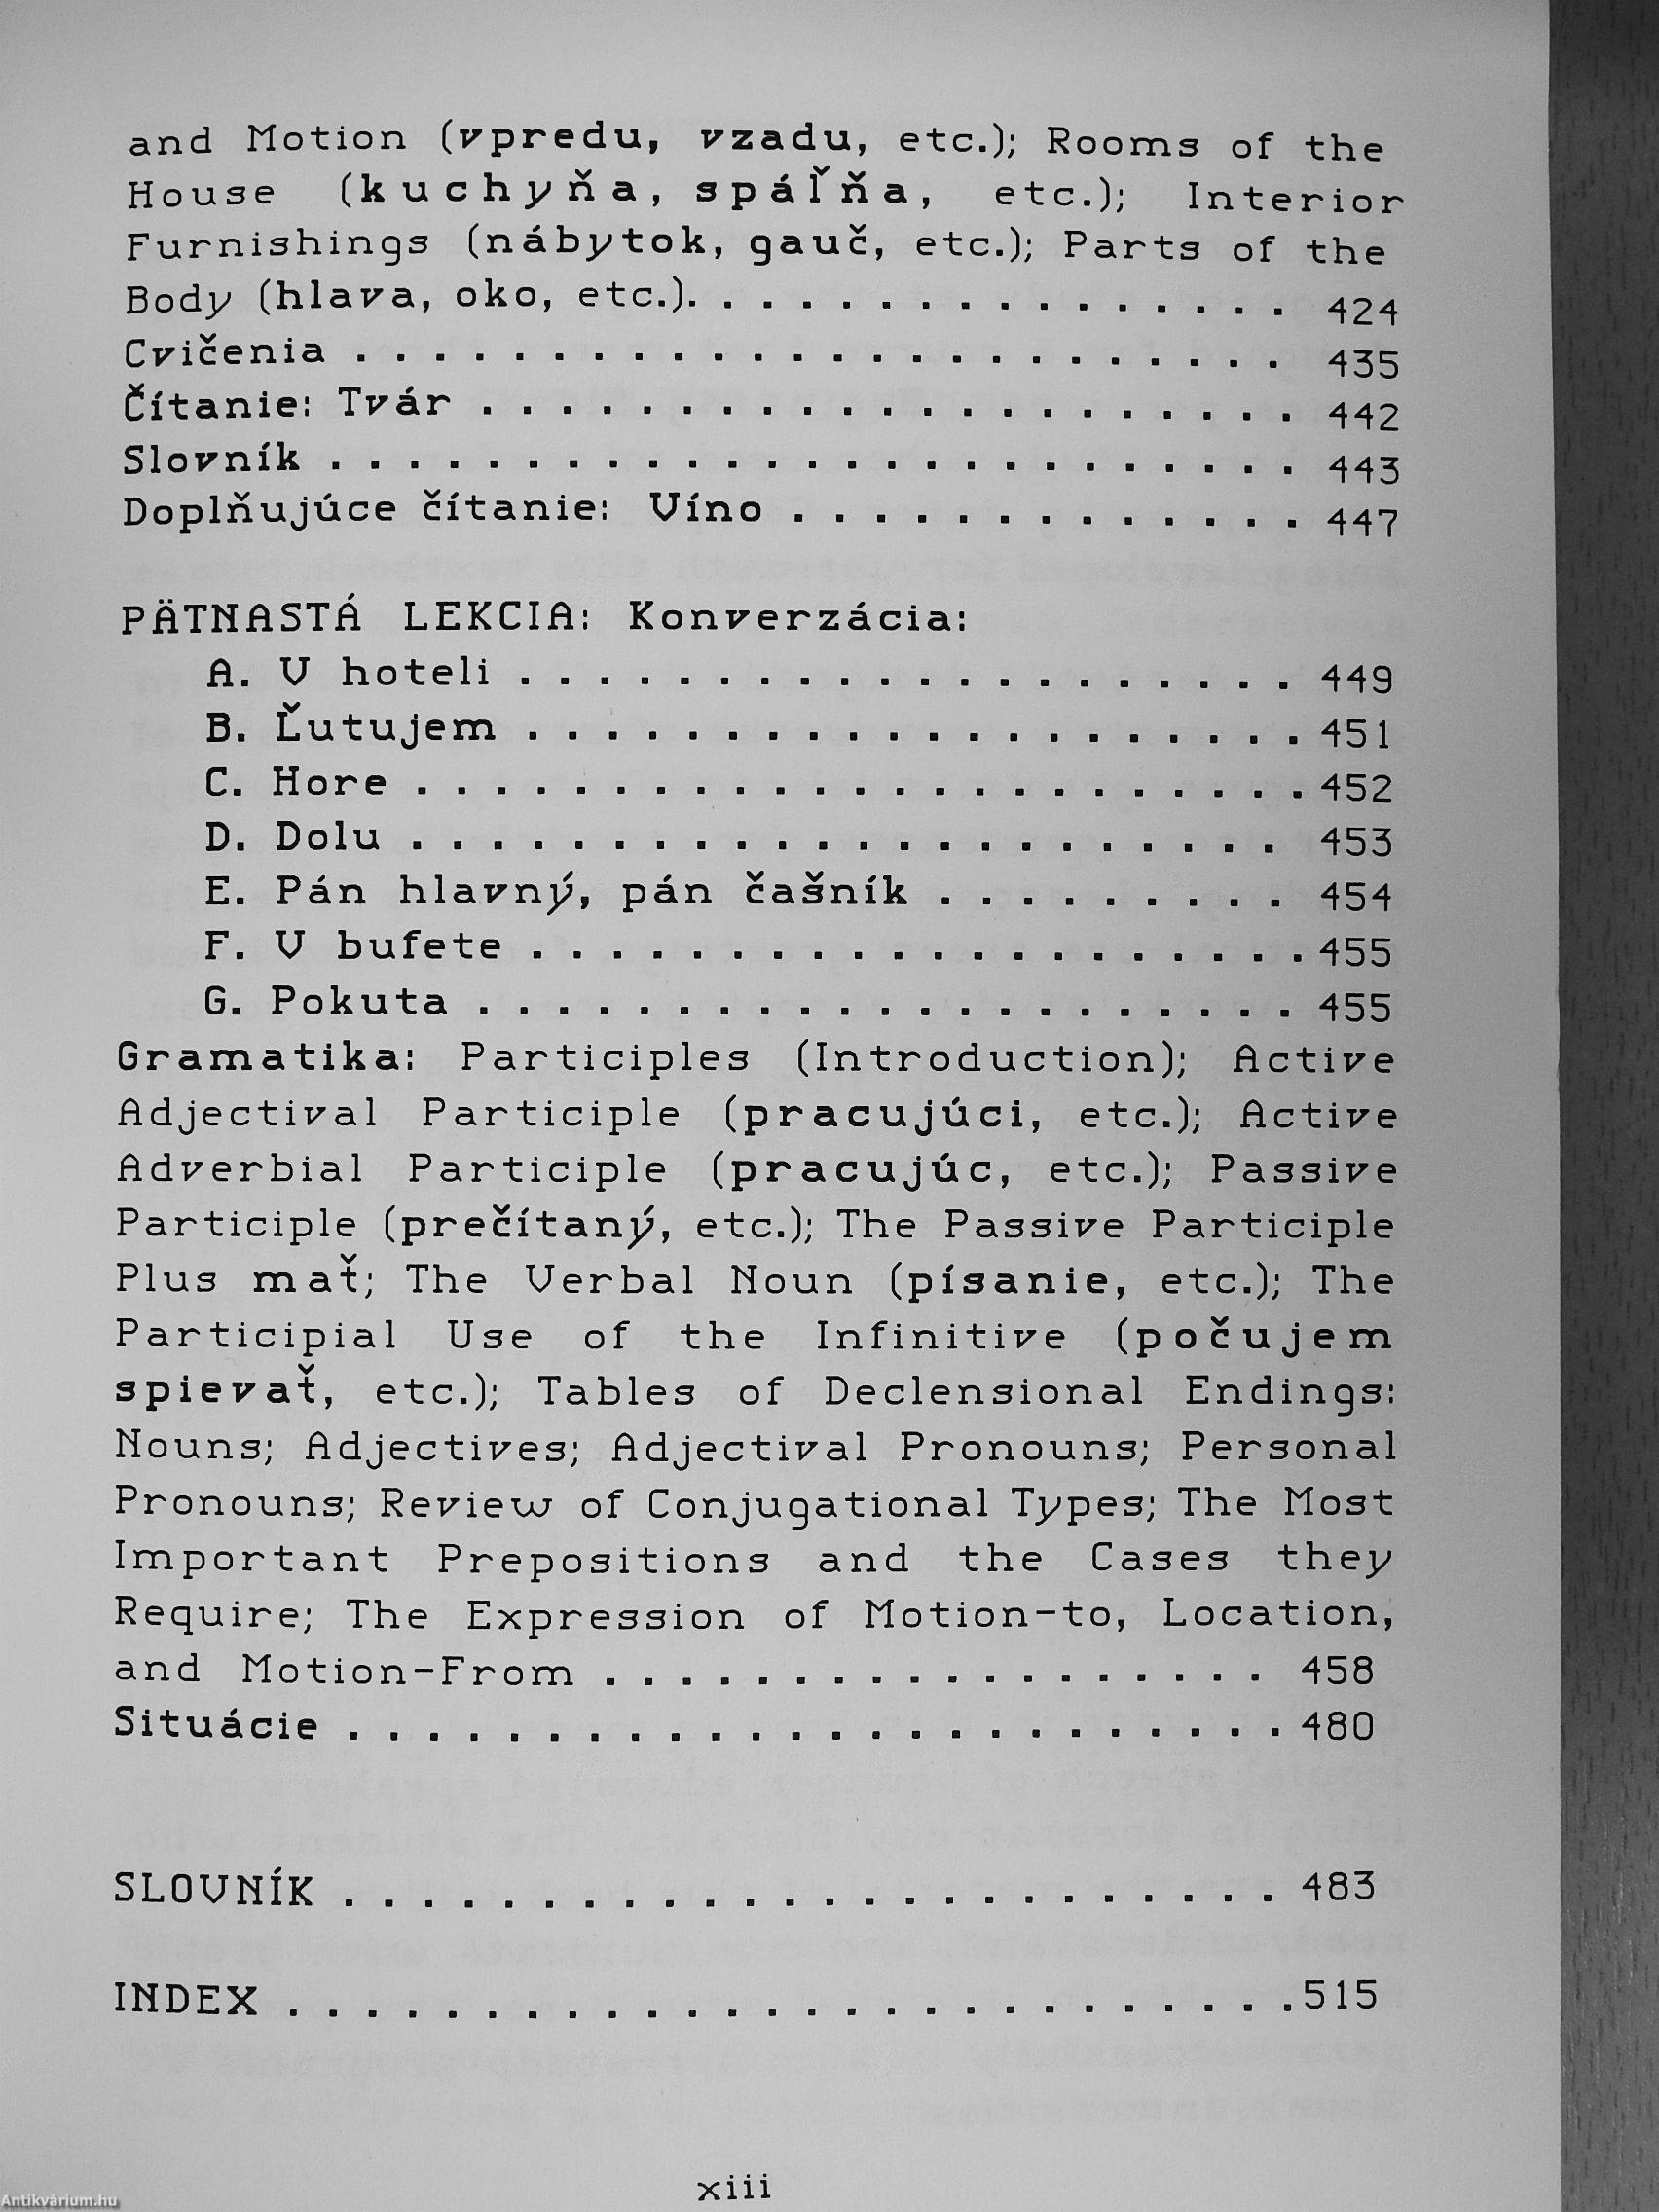 and Motion (vpredu, vzadu, etc.); Rooms of the
House (kuchyňa, spáľňa, etc.); Interior
Furnishings (nábytok, gauč, etc.); Parts of the
Body (hlava, oko, etc.). . . . . . . . . . . . . . . . 424
Cvičenia . . . . . . . . . . . . . . . . . . . . . . . . 435
Čítanie: Tvár . . . . . . . . . . . . . . . . . . . . . 442
Slovník . . . . . . . . . . . . . . . . . . . . . . . . . 443
Doplňujúce čítanie: Víno . . . . . . . . . . . . . 447
PÄTNASTÁ LEKCIA: Konverzácia:
A. V hoteli . . . . . . . . . . . . . . . . . . . . 449
B. Ľutujem . . . . . . . . . . . . . . . . . . . . 451
C. Hore . . . . . . . . . . . . . . . . . . . . . . . 452
D. Dolu . . . . . . . . . . . . . . . . . . . . . . 453
E. Pán hlavný, pán čašník . . . . . . . . . 454
F. V bufete . . . . . . . . . . . . . . . . . . . . 455
G. Pokuta . . . . . . . . . . . . . . . . . . . . . 455
Gramatika: Participles (Introduction); Active
Adjectival Participle (pracujúci, etc.); Active
Adverbial Participle (pracujúc, etc.); Passive
Participle (prečítaný, etc.); The Passive Participle
Plus mať; The Verbal Noun (písanie, etc.); The
Participial Use of the Infinitive (počujem
spievať, etc.); Tables of Declensional Endings:
Nouns; Adjectives; Adjectival Pronouns; Personal
Pronouns; Review of Conjugational Types; The Most
Important Prepositions and the Cases they
Require; The Expression of Motion-to, Location,
and Motion-From . . . . . . . . . . . . . . . . . 458
Situácie . . . . . . . . . . . . . . . . . . . . . . . . 480
SLOVNÍK . . . . . . . . . . . . . . . . . . . . . . . . 483
INDEX . . . . . . . . . . . . . . . . . . . . . . . . . . 515
xiii
Antikvárium.hu